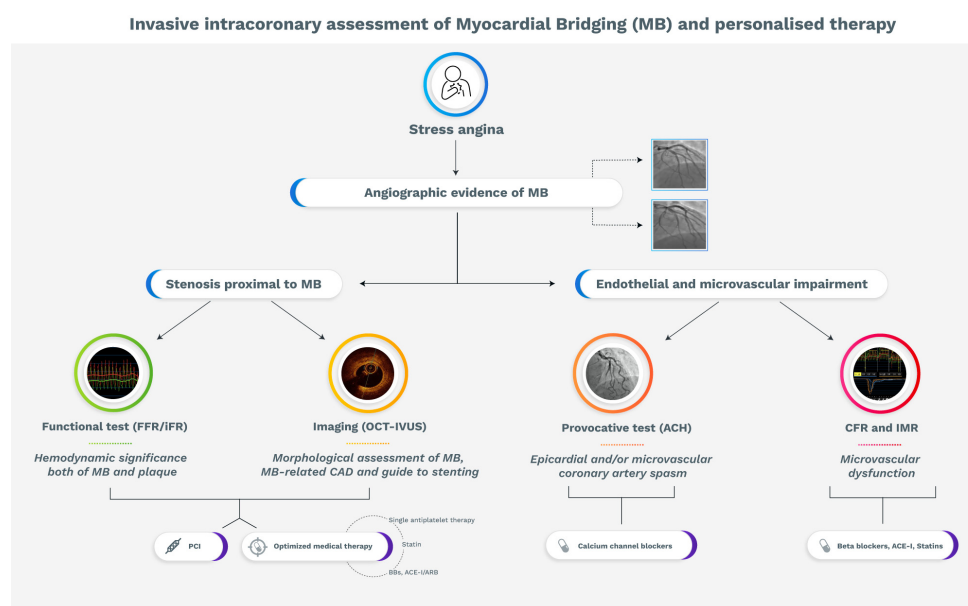 Invasive intracoronary assessment of Myocardial Bridging (MB) and personalised therapy
Stress angina
Angiographic evidence of MB
Stenosis proximal to MB
Endothelial and microvascular impairment
Functional test (FFR/iFR)
Hemodynamic significance
both of MB and plaque
Imaging (OCT-IVUS)
Morphological assessment of MB,
MB-related CAD and guide to stenting
Provocative test (ACH)
Epicardial and/or microvascular
coronary artery spasm
CFR and IMR
Microvascular
dysfunction
PCI
Optimized medical therapy
Single antiplatelet therapy
Statin
BBs, ACE-I/ARB
Calcium channel blockers
Beta blockers, ACE-I, Statins